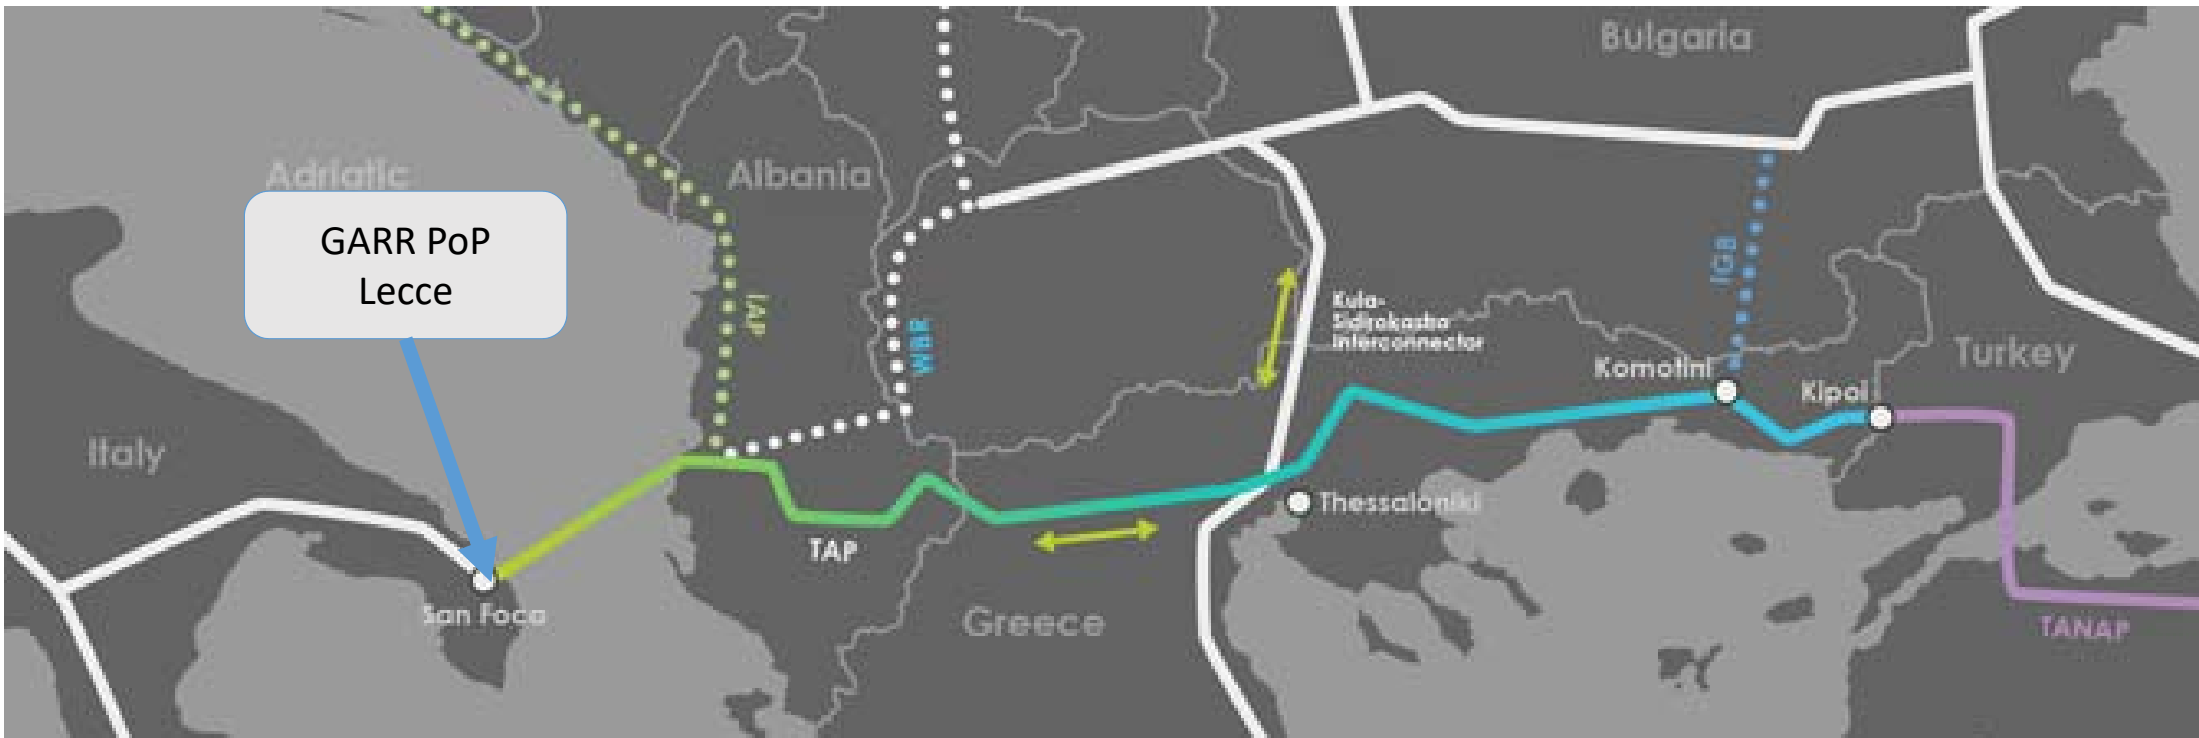 Bulgaria
Adriatic
Albania
GARR PoP
Lecce
IAP
WBR
IGB
Kula-
Sidirokastro
Interconnector
Komotini
Kipoi
Turkey
Italy
Thessaloniki
TAP
San Foca
Greece
TANAP